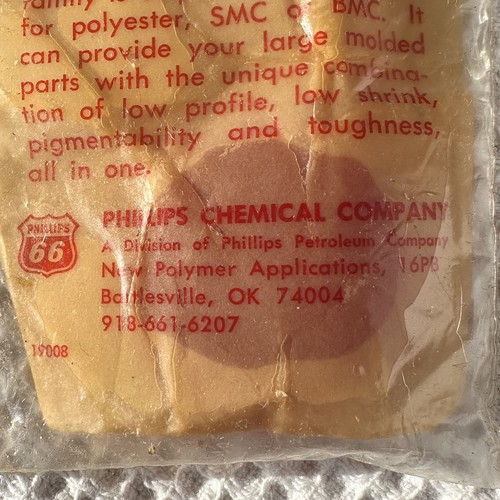 for polyester, SMC or BMC. It
can provide your large molded
parts with the unique combina-
tion of low profile, low shrink,
pigmentability and toughness,
all in one.
PHILLIPS
66
PHILLIPS CHEMICAL COMPANY
A Division of Phillips Petroleum Company
New Polymer Applications, 16PB
Bartlesville, OK 74004
918-661-6207
19008